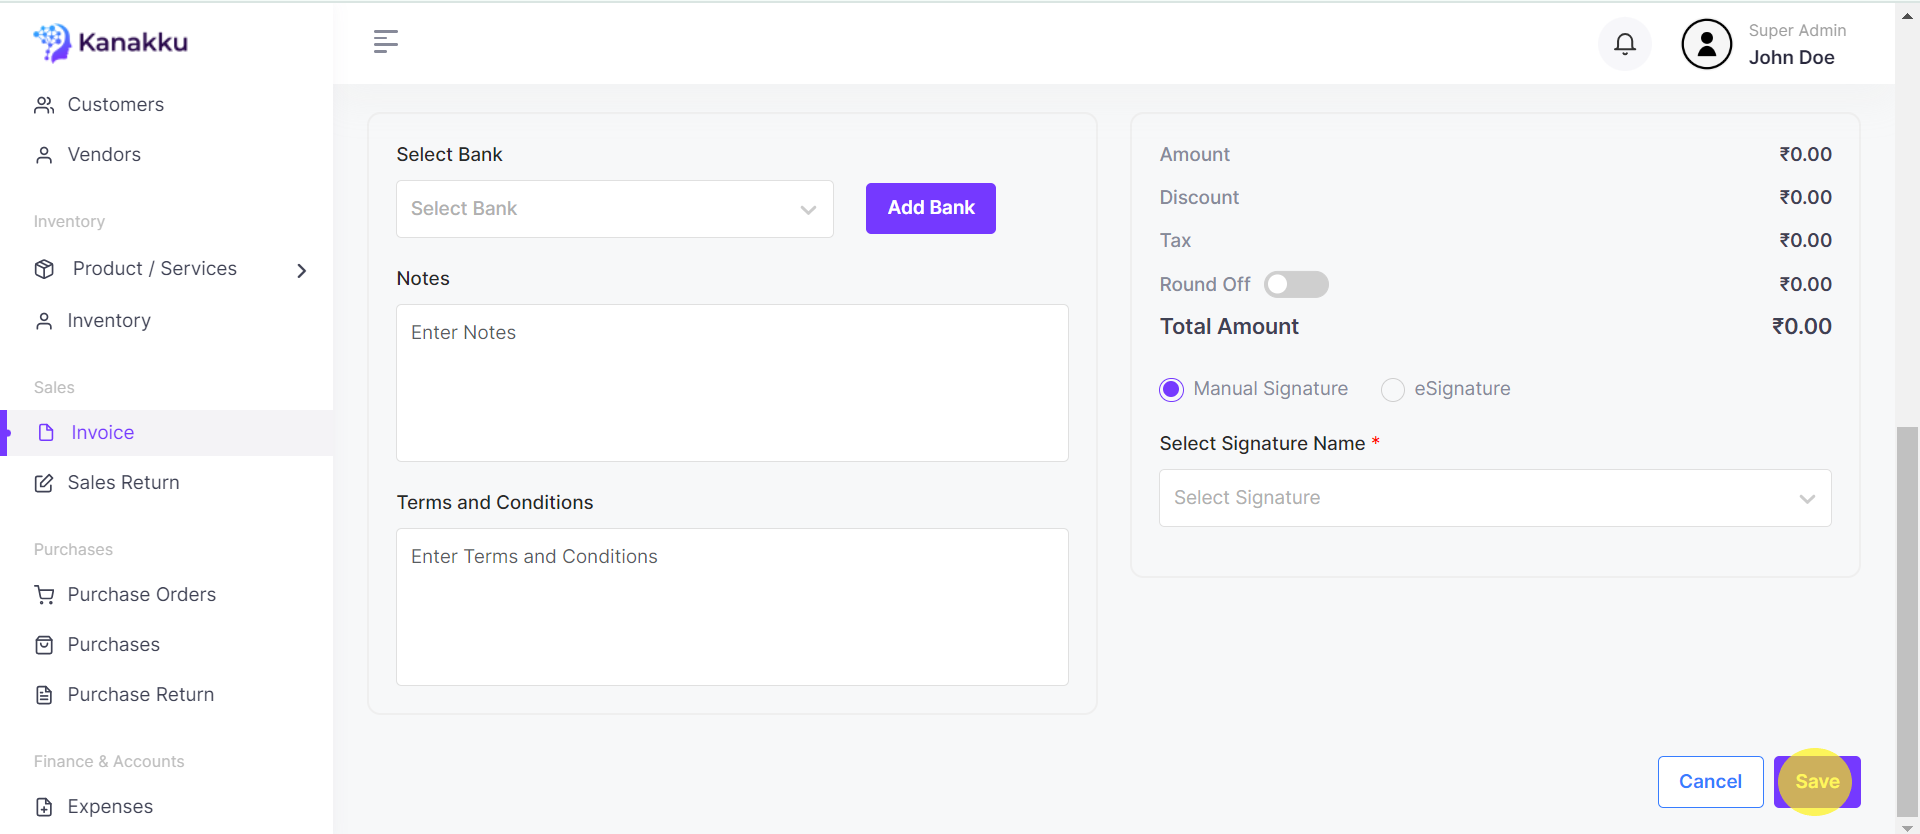 Kanakku
Super Admin
John Doe
Customers
Vendors
Inventory
Product / Services
Inventory
Sales
Invoice
Sales Return
Purchases
Purchase Orders
Purchases
Purchase Return
Finance & Accounts
Expenses
Select Bank
Select Bank
Add Bank
Notes
Enter Notes
Terms and Conditions
Enter Terms and Conditions
Amount ₹0.00
Discount ₹0.00
Tax ₹0.00
Round Off ₹0.00
Total Amount ₹0.00
Manual Signature eSignature
Select Signature Name *
Select Signature
Cancel Save